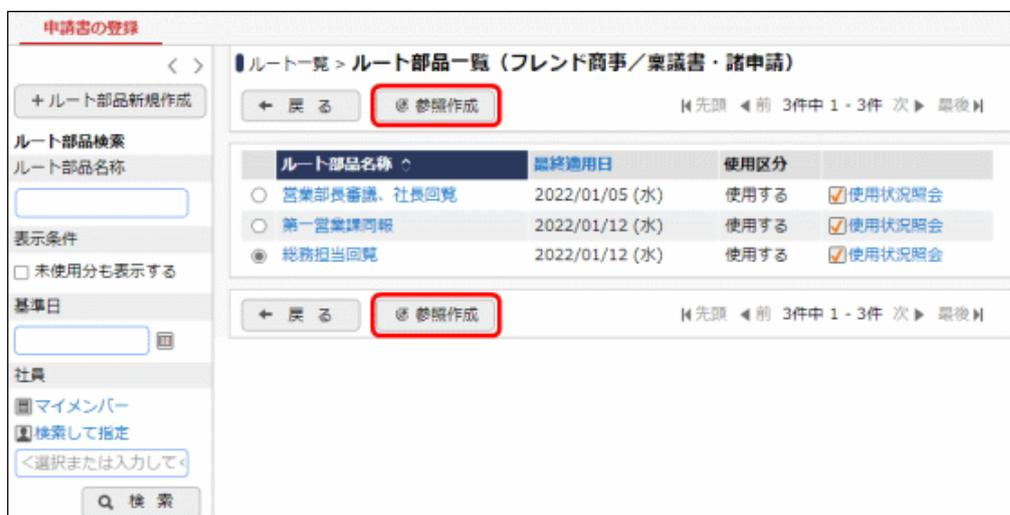 申請書の登録
< >
+ルート部品新規作成
ルート部品検索
ルート部品名称
表示条件
未使用分も表示する
基準日
社員
マイメンバー
検索して指定
<選択または入力して<
検 索
ルート一覧 > ルート部品一覧（フレンド商事／稟議書・諸申請）
戻 る 参照作成 先頭 前 3件中 1 - 3件 次 最後
ルート部品名称 最終適用日 使用区分
営業部長審議、社長回覧 2022/01/05 (水) 使用する 使用状況照会
第一営業課同報 2022/01/12 (水) 使用する 使用状況照会
総務担当回覧 2022/01/12 (水) 使用する 使用状況照会
戻 る 参照作成 先頭 前 3件中 1 - 3件 次 最後